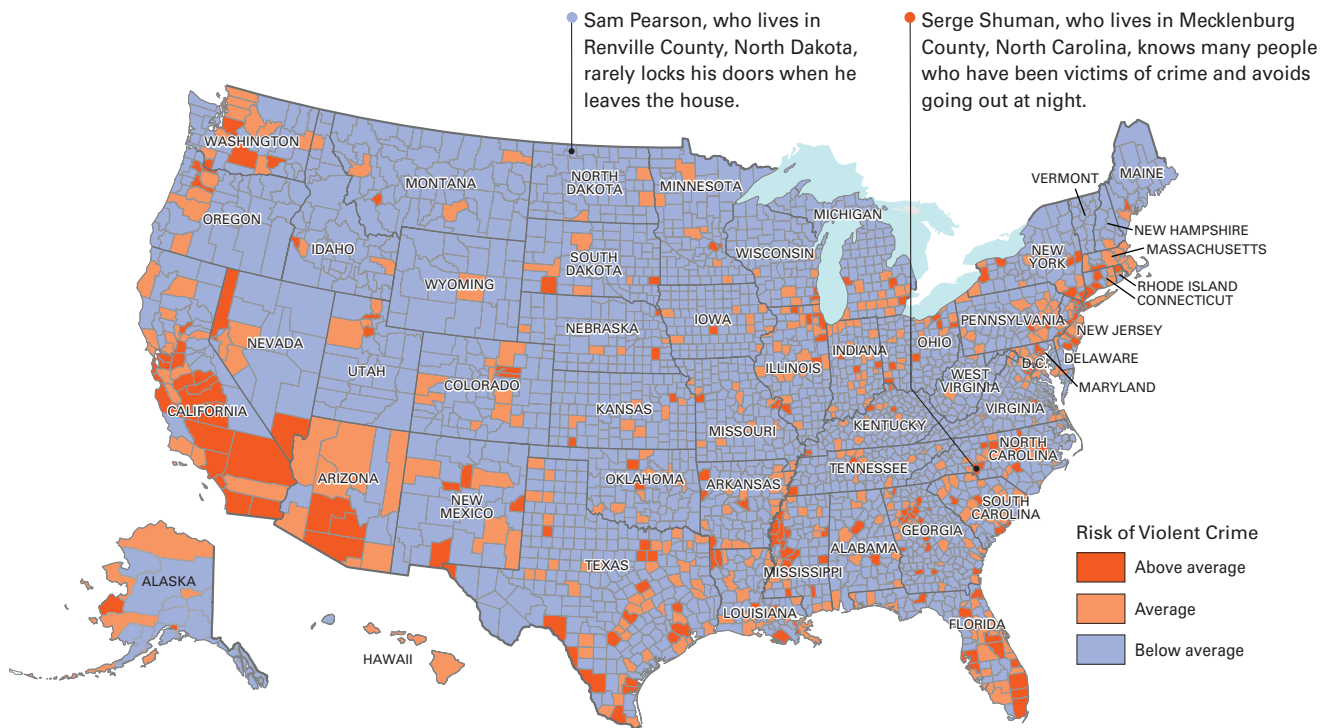 Sam Pearson, who lives in
Renville County, North Dakota,
rarely locks his doors when he
leaves the house.
Serge Shuman, who lives in Mecklenburg
County, North Carolina, knows many people
who have been victims of crime and avoids
going out at night.
WASHINGTON
MONTANA
NORTH
DAKOTA
MINNESOTA
VERMONT
MAINE
OREGON
IDAHO
MICHIGAN
NEW HAMPSHIRE
MASSACHUSETTS
WYOMING
SOUTH
DAKOTA
WISCONSIN
NEW
YORK
RHODE ISLAND
CONNECTICUT
NEVADA
NEBRASKA
IOWA
PENNSYLVANIA
NEW JERSEY
UTAH
COLORADO
ILLINOIS
INDIANA
OHIO
D.C.
DELAWARE
WEST
VIRGINIA
MARYLAND
CALIFORNIA
KANSAS
MISSOURI
KENTUCKY
VIRGINIA
ARIZONA
NEW
MEXICO
OKLAHOMA
ARKANSAS
TENNESSEE
NORTH
CAROLINA
SOUTH
CAROLINA
TEXAS
MISSISSIPPI
ALABAMA
GEORGIA
ALASKA
LOUISIANA
FLORIDA
HAWAII
Risk of Violent Crime
Above average
Average
Below average